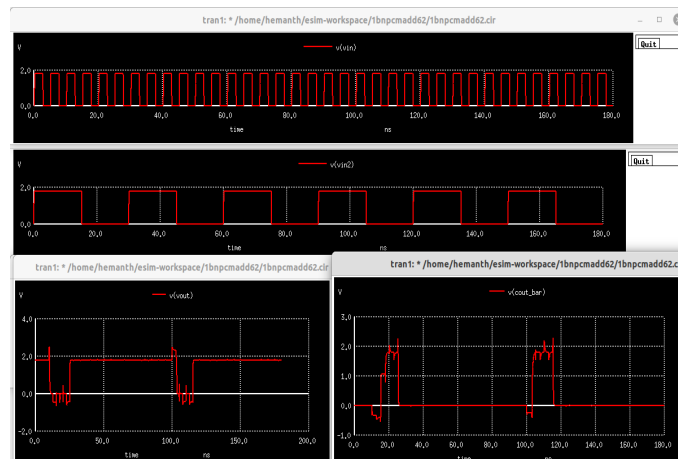 tran1: * /home/hemanth/esim-workspace/1bnpcmadd62/1bnpcmadd62.cir
Quit
V
v(vin)
2.0
0.0
0.0 20.0 40.0 60.0 80.0 100.0 120.0 140.0 160.0 180.0
time ns
Quit
V
v(vin2)
2.0
0.0
0.0 20.0 40.0 60.0 80.0 100.0 120.0 140.0 160.0 180.0
time ns
tran1: * /home/hemanth/esim-workspace/1bnpcmadd62/1bnpcmadd62.cir
V
v(vout)
4.0
2.0
0.0
-2.0
0.0 50.0 100.0 150.0 200.0
time ns
tran1: * /home/hemanth/esim-workspace/1bnpcmadd62/1bnpcmadd62.c
V
v(cout_bar)
3.0
2.0
1.0
0.0
-1.0
0.0 20.0 40.0 60.0 80.0 100.0 120.0 140.0 160.0 180.0
time ns